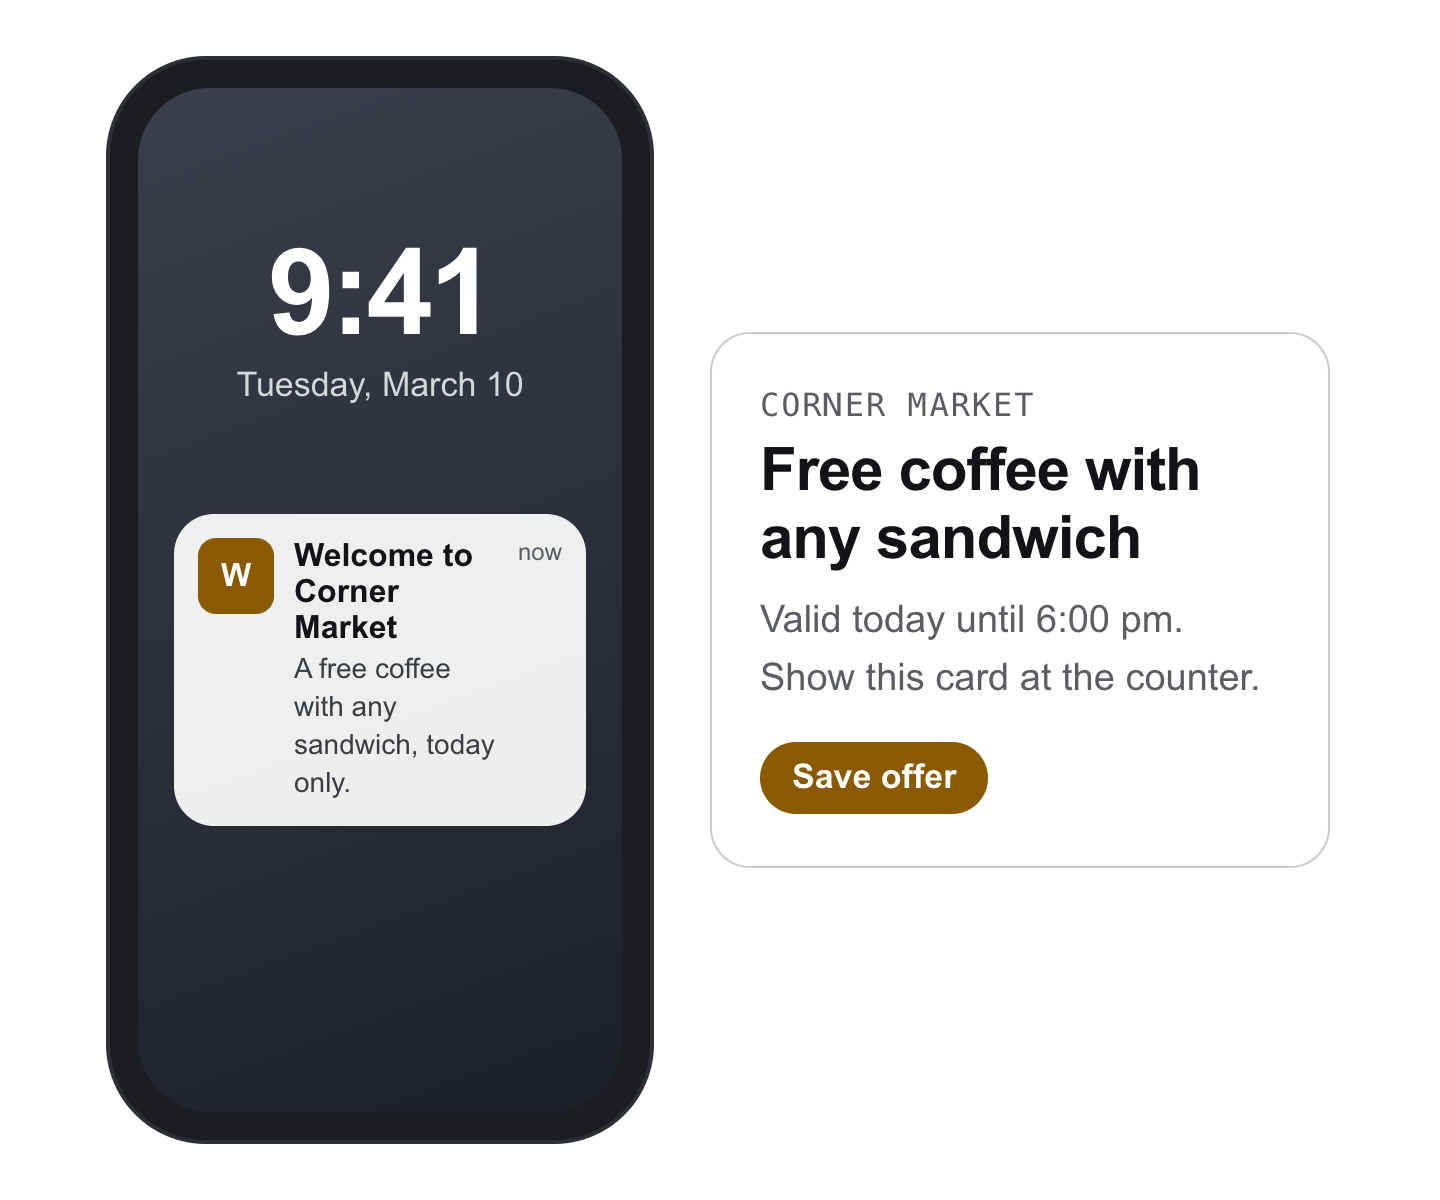 9:41
Tuesday, March 10
W
Welcome to
Corner
Market
now
A free coffee
with any
sandwich, today
only.
CORNER MARKET
Free coffee with
any sandwich
Valid today until 6:00 pm.
Show this card at the counter.
Save offer